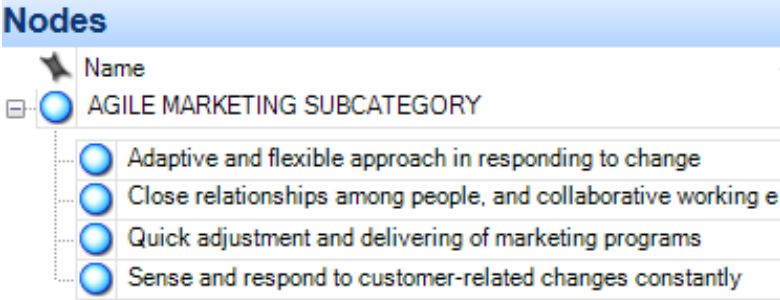 Nodes
Name
AGILE MARKETING SUBCATEGORY
Adaptive and flexible approach in responding to change
Close relationships among people, and collaborative working e
Quick adjustment and delivering of marketing programs
Sense and respond to customer-related changes constantly